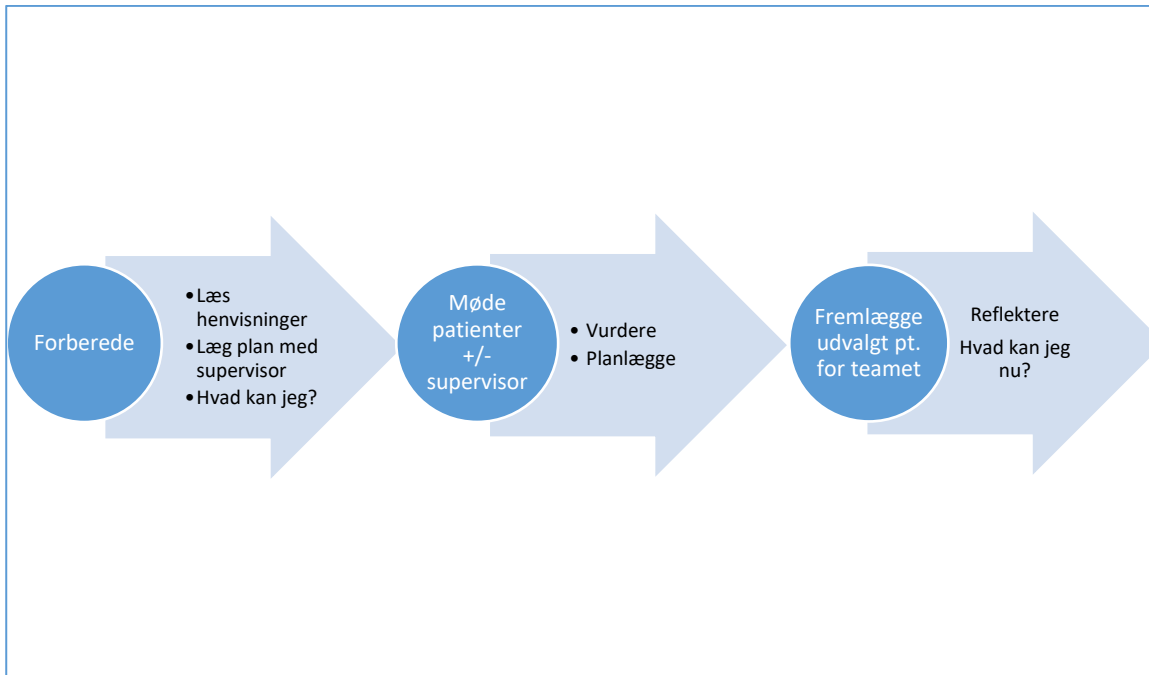 Forberede
•Læs
henvisninger
•Læg plan med
supervisor
•Hvad kan jeg?
Møde
patienter
+/-
supervisor
• Vurdere
• Planlægge
Fremlægge
udvalgt pt.
for teamet
Reflektere
Hvad kan jeg
nu?